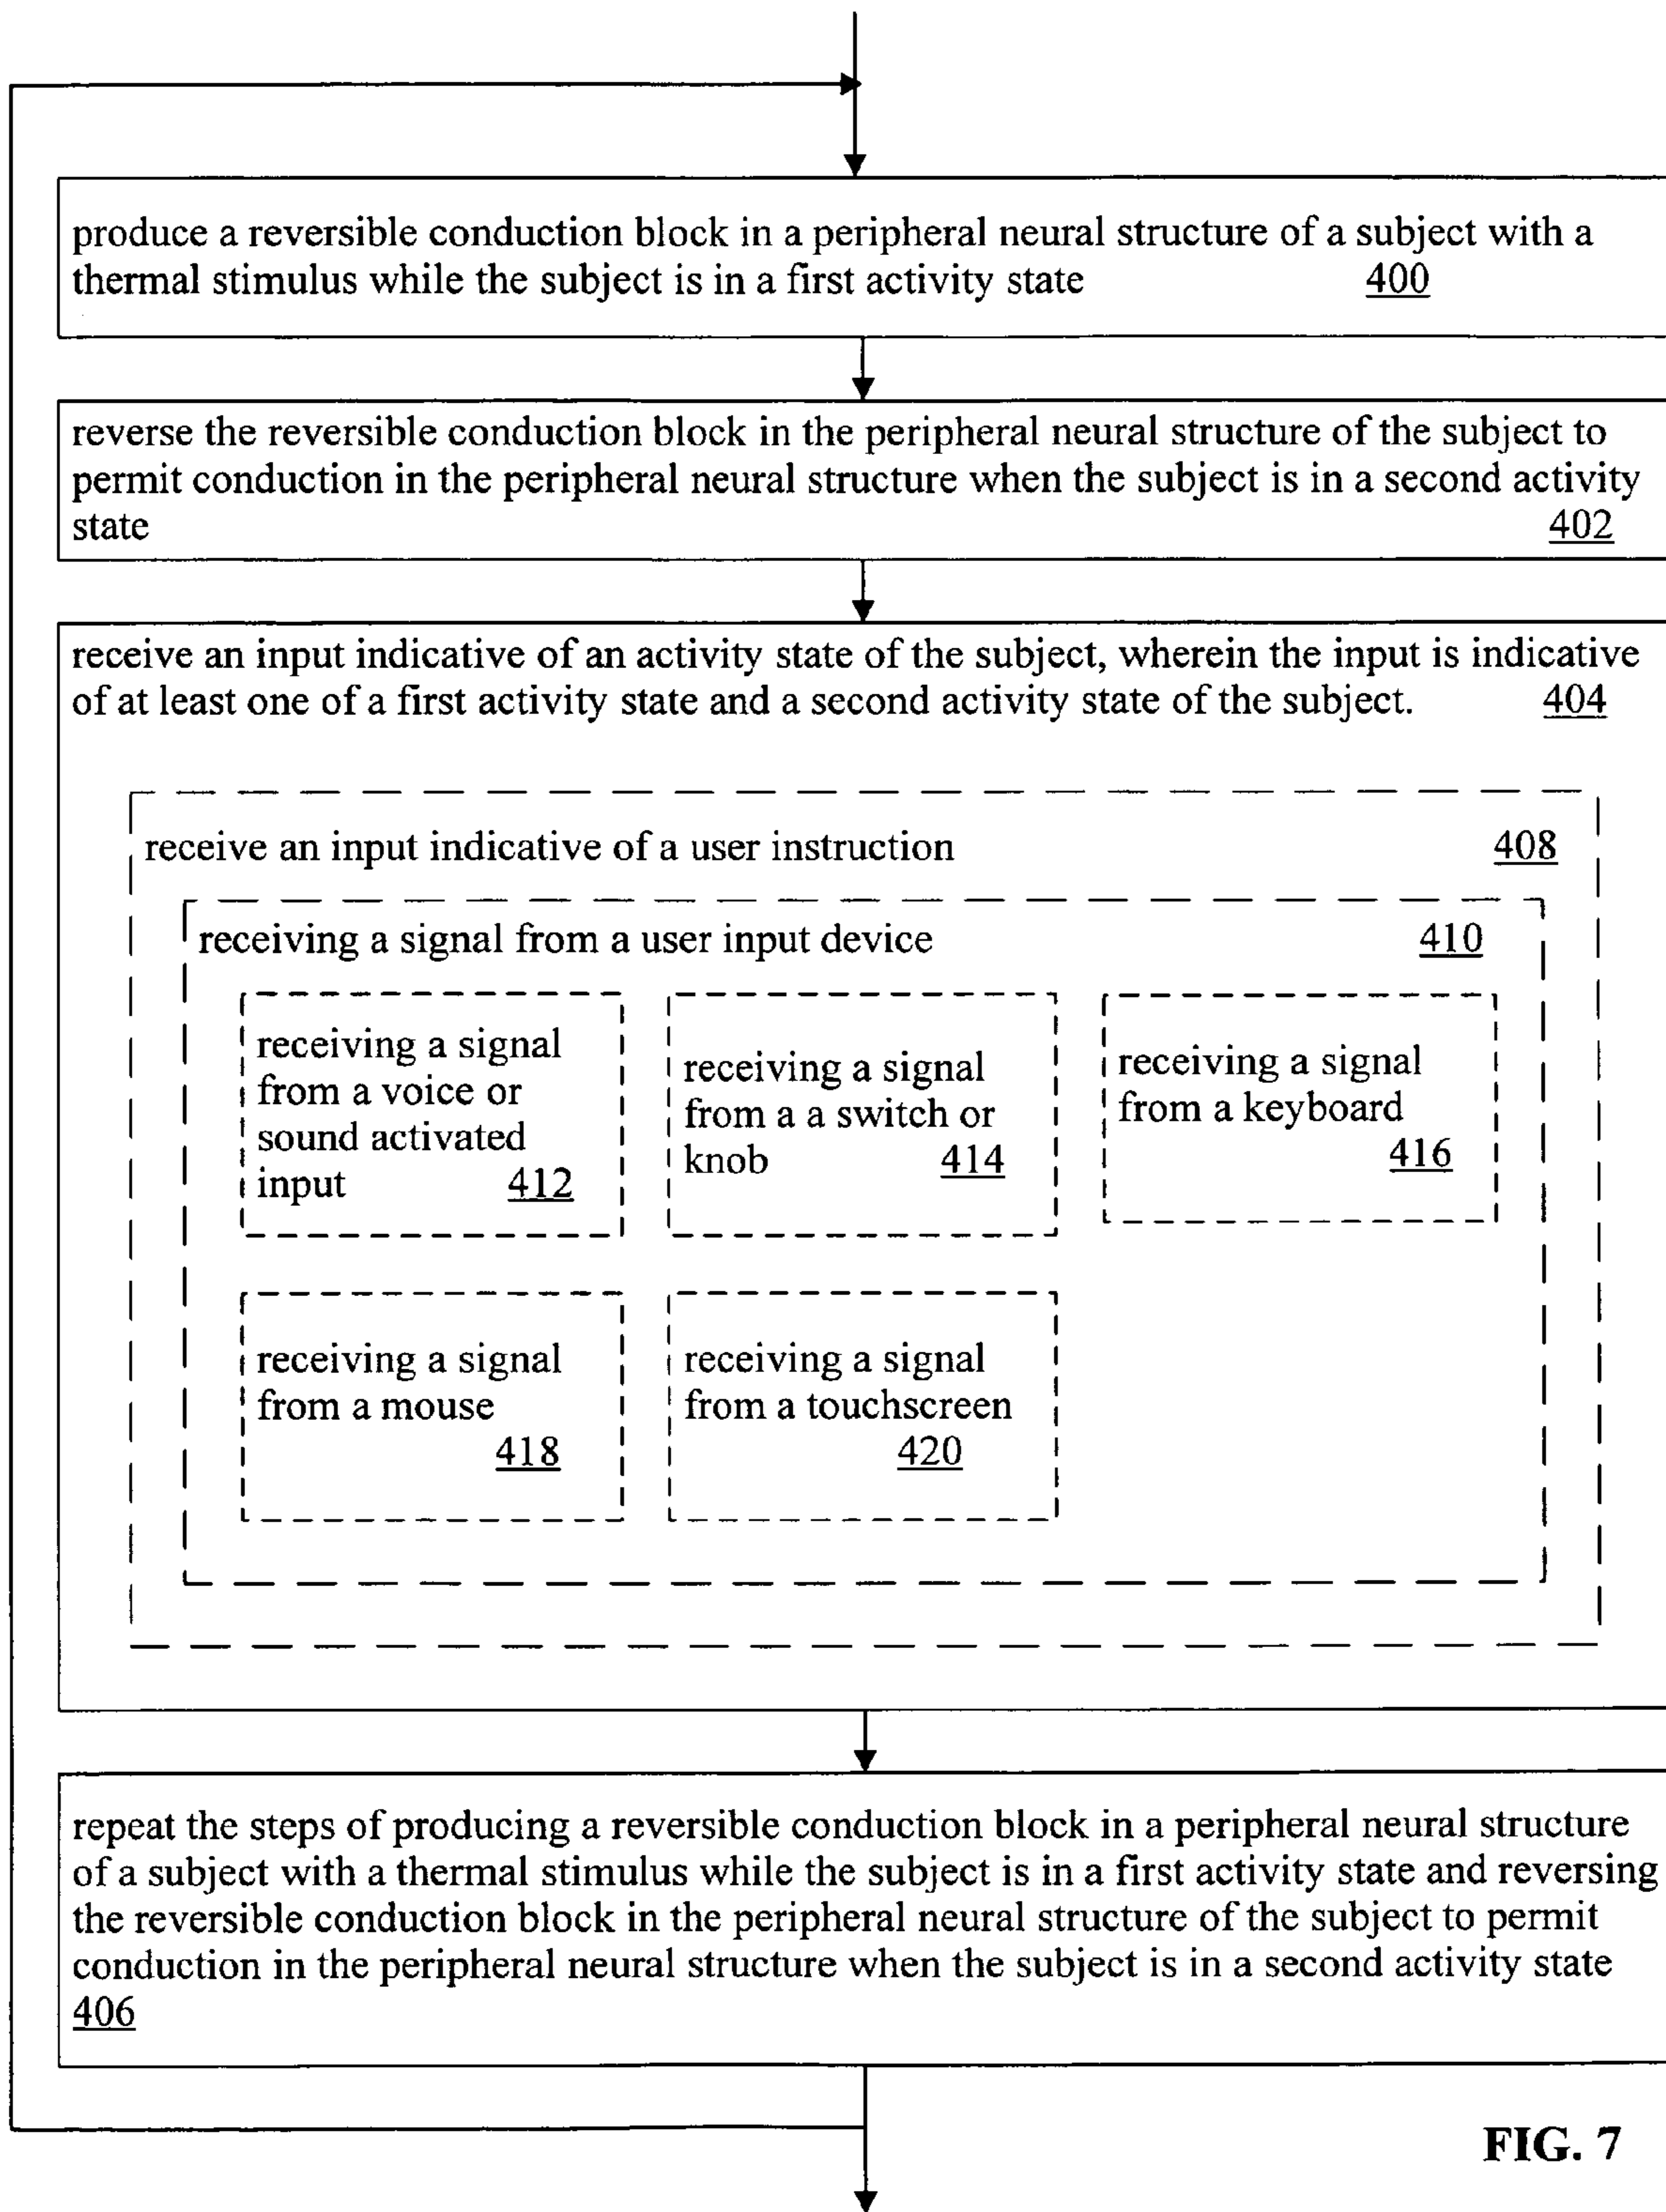 produce a reversible conduction block in a peripheral neural structure of a subject with a
thermal stimulus while the subject is in a first activity state 400
reverse the reversible conduction block in the peripheral neural structure of the subject to
permit conduction in the peripheral neural structure when the subject is in a second activity
state 402
receive an input indicative of an activity state of the subject, wherein the input is indicative
of at least one of a first activity state and a second activity state of the subject. 404
receive an input indicative of a user instruction 408
receiving a signal from a user input device 410
receiving a signal
from a voice or
sound activated
input 412
receiving a signal
from a a switch or
knob 414
receiving a signal
from a keyboard
416
receiving a signal
from a mouse
418
receiving a signal
from a touchscreen
420
repeat the steps of producing a reversible conduction block in a peripheral neural structure
of a subject with a thermal stimulus while the subject is in a first activity state and reversing
the reversible conduction block in the peripheral neural structure of the subject to permit
conduction in the peripheral neural structure when the subject is in a second activity state
406
FIG. 7